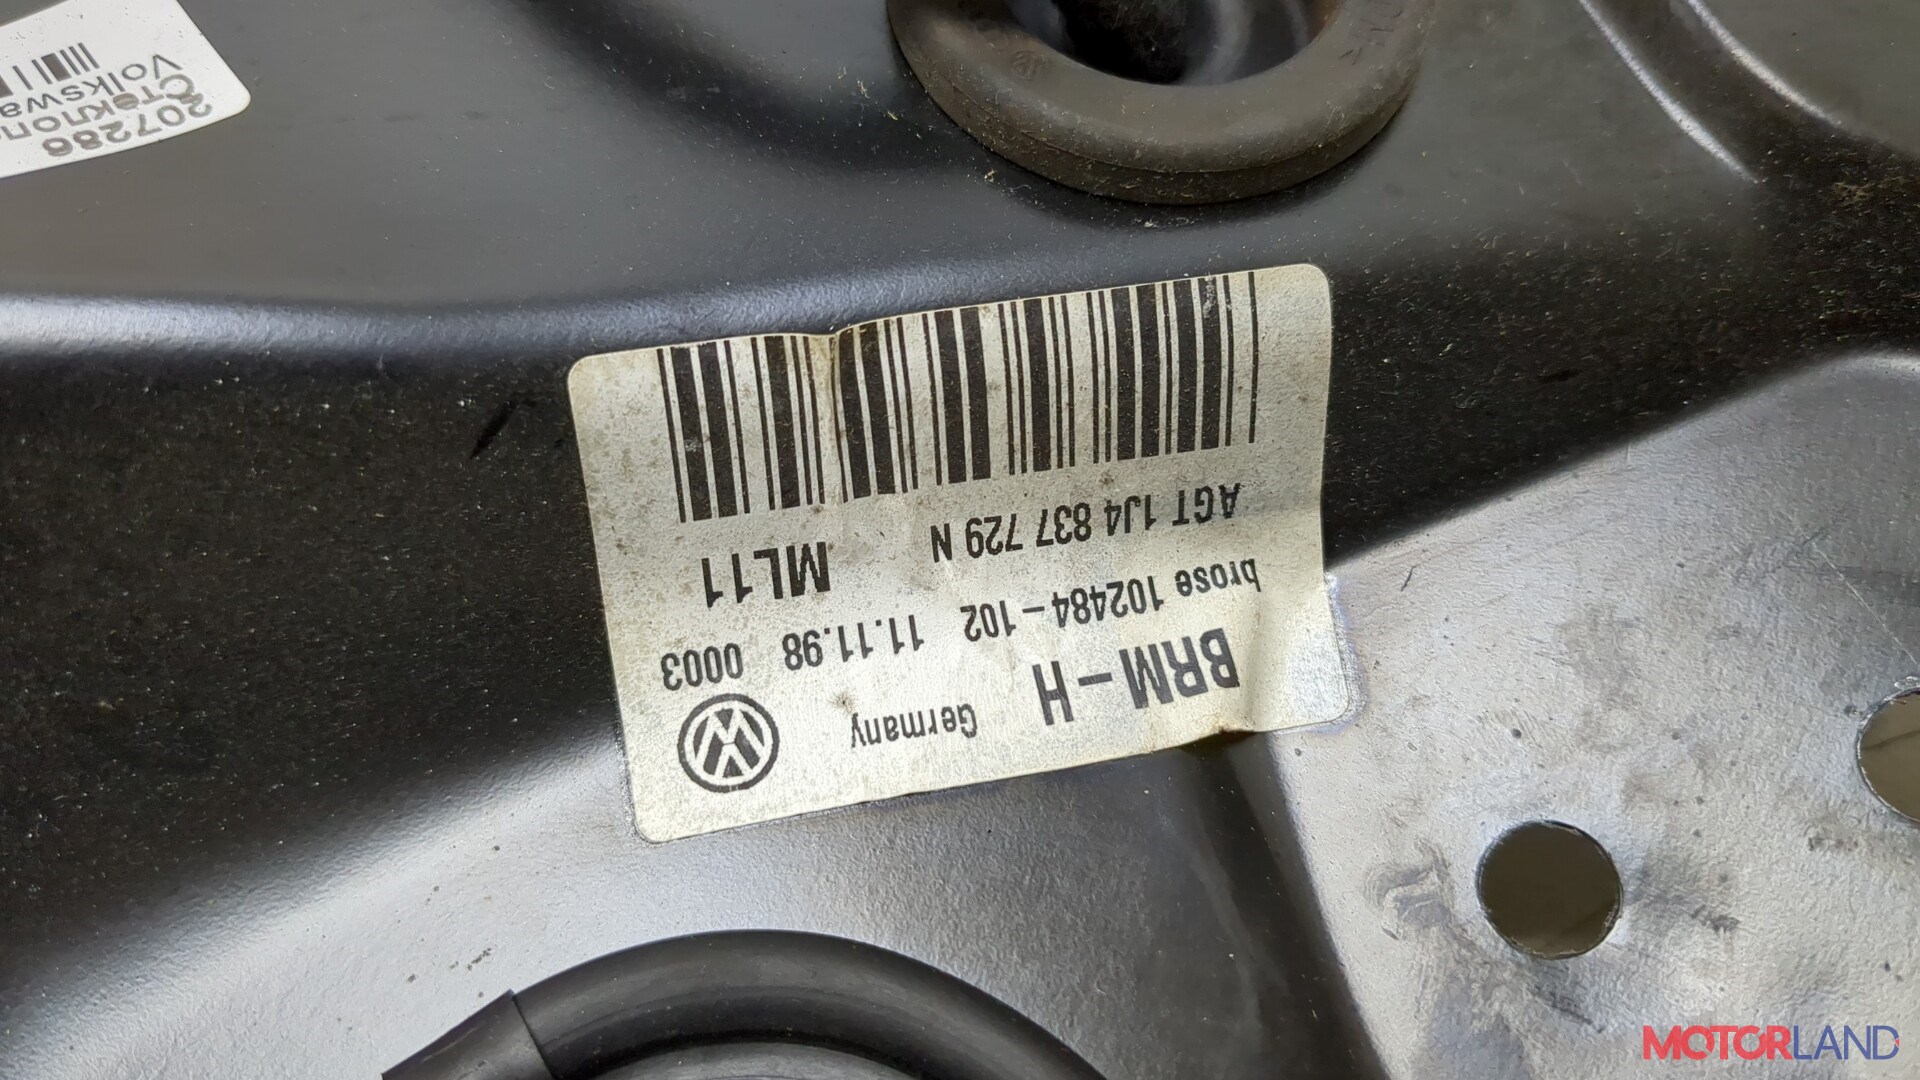 BRM-H Germany
brose 102484-102 11.11.98 0003
AGT 1J4 837 729 N ML11
207286
Volkswa
MOTORLAND